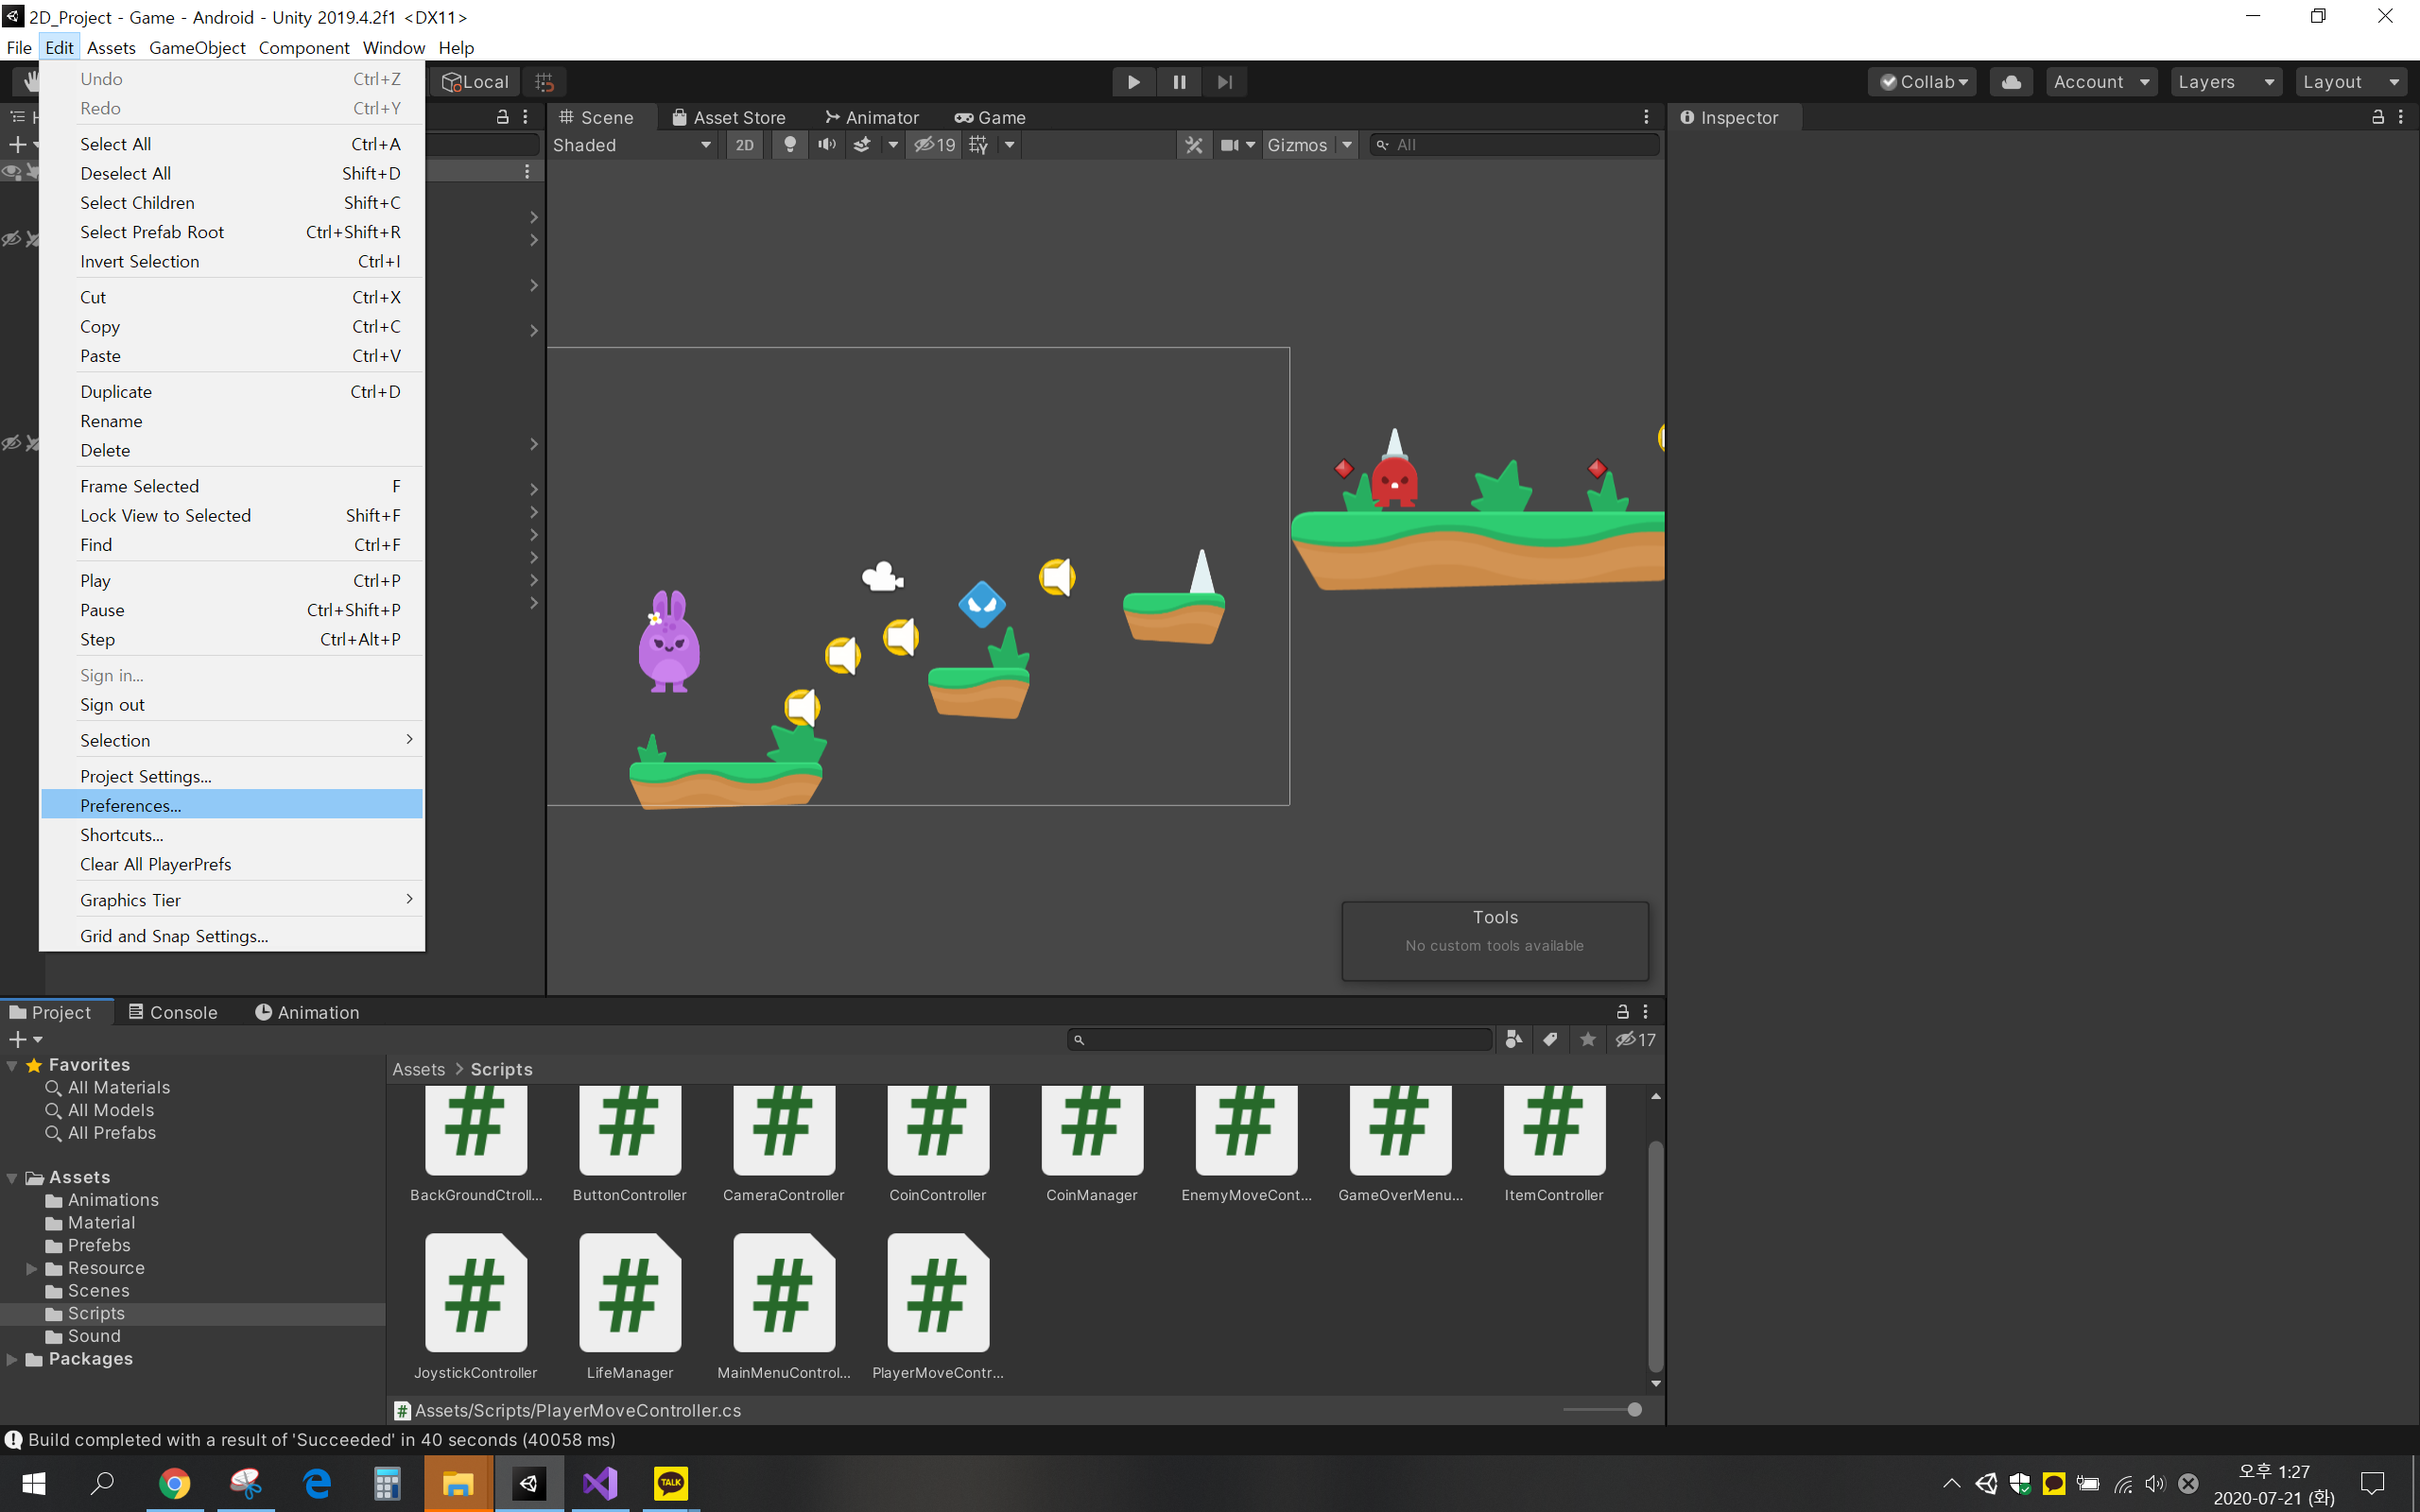 2D_Project - Game - Android - Unity 2019.4.2f1 <DX11>
File Edit Assets GameObject Component Window Help
Undo Ctrl+Z
Redo Ctrl+Y
Select All Ctrl+A
Deselect All Shift+D
Select Children Shift+C
Select Prefab Root Ctrl+Shift+R
Invert Selection Ctrl+I
Cut Ctrl+X
Copy Ctrl+C
Paste Ctrl+V
Duplicate Ctrl+D
Rename
Delete
Frame Selected F
Lock View to Selected Shift+F
Find Ctrl+F
Play Ctrl+P
Pause Ctrl+Shift+P
Step Ctrl+Alt+P
Sign in...
Sign out
Selection
Project Settings...
Preferences...
Shortcuts...
Clear All PlayerPrefs
Graphics Tier
Grid and Snap Settings...
Local
Collab Account Layers Layout
Scene Asset Store Animator Game
Shaded 2D 19 Gizmos All
Inspector
Tools
No custom tools available
Project Console Animation
17
Favorites
All Materials
All Models
All Prefabs
Assets
Animations
Material
Prefebs
Resource
Scenes
Scripts
Sound
Packages
Assets > Scripts
BackGroundCtroll... ButtonController CameraController CoinController CoinManager EnemyMoveCont... GameOverMenu... ItemController
JoystickController LifeManager MainMenuControl... PlayerMoveContr...
Assets/Scripts/PlayerMoveController.cs
Build completed with a result of 'Succeeded' in 40 seconds (40058 ms)
TALK
오후 1:27
2020-07-21 (화)